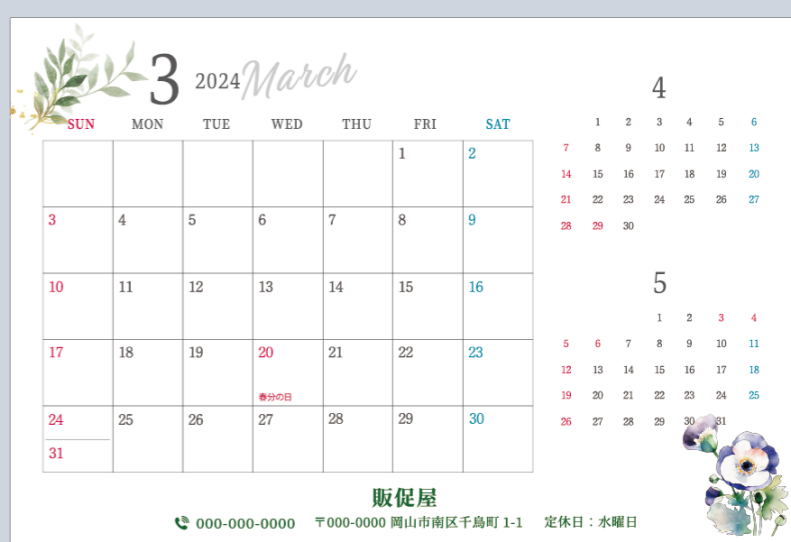 3 2024 March
SUN MON TUE WED THU FRI SAT
1 2
3 4 5 6 7 8 9
10 11 12 13 14 15 16
17 18 19 20 21 22 23
春分の日
24 25 26 27 28 29 30
31
4
1 2 3 4 5 6
7 8 9 10 11 12 13
14 15 16 17 18 19 20
21 22 23 24 25 26 27
28 29 30
5
1 2 3 4
5 6 7 8 9 10 11
12 13 14 15 16 17 18
19 20 21 22 23 24 25
26 27 28 29 30 31
販促屋
000-000-0000 〒000-0000 岡山市南区千鳥町 1-1 定休日：水曜日